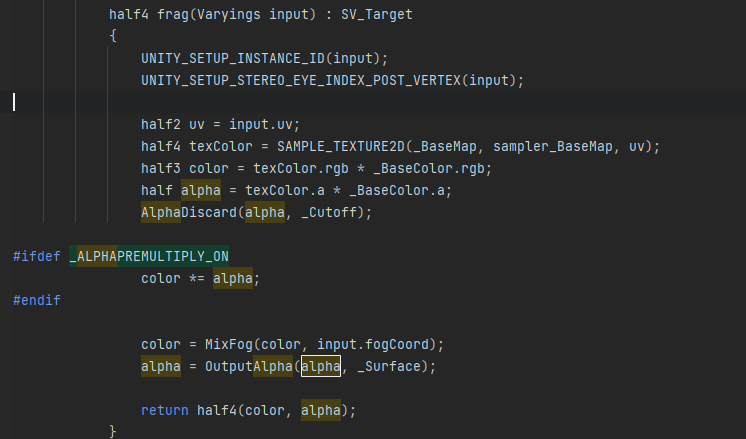 half4 frag(Varyings input) : SV_Target
{
UNITY_SETUP_INSTANCE_ID(input);
UNITY_SETUP_STEREO_EYE_INDEX_POST_VERTEX(input);
half2 uv = input.uv;
half4 texColor = SAMPLE_TEXTURE2D(_BaseMap, sampler_BaseMap, uv);
half3 color = texColor.rgb * _BaseColor.rgb;
half alpha = texColor.a * _BaseColor.a;
AlphaDiscard(alpha, _Cutoff);
#ifdef _ALPHAPREMULTIPLY_ON
color *= alpha;
#endif
color = MixFog(color, input.fogCoord);
alpha = OutputAlpha(alpha, _Surface);
return half4(color, alpha);
}